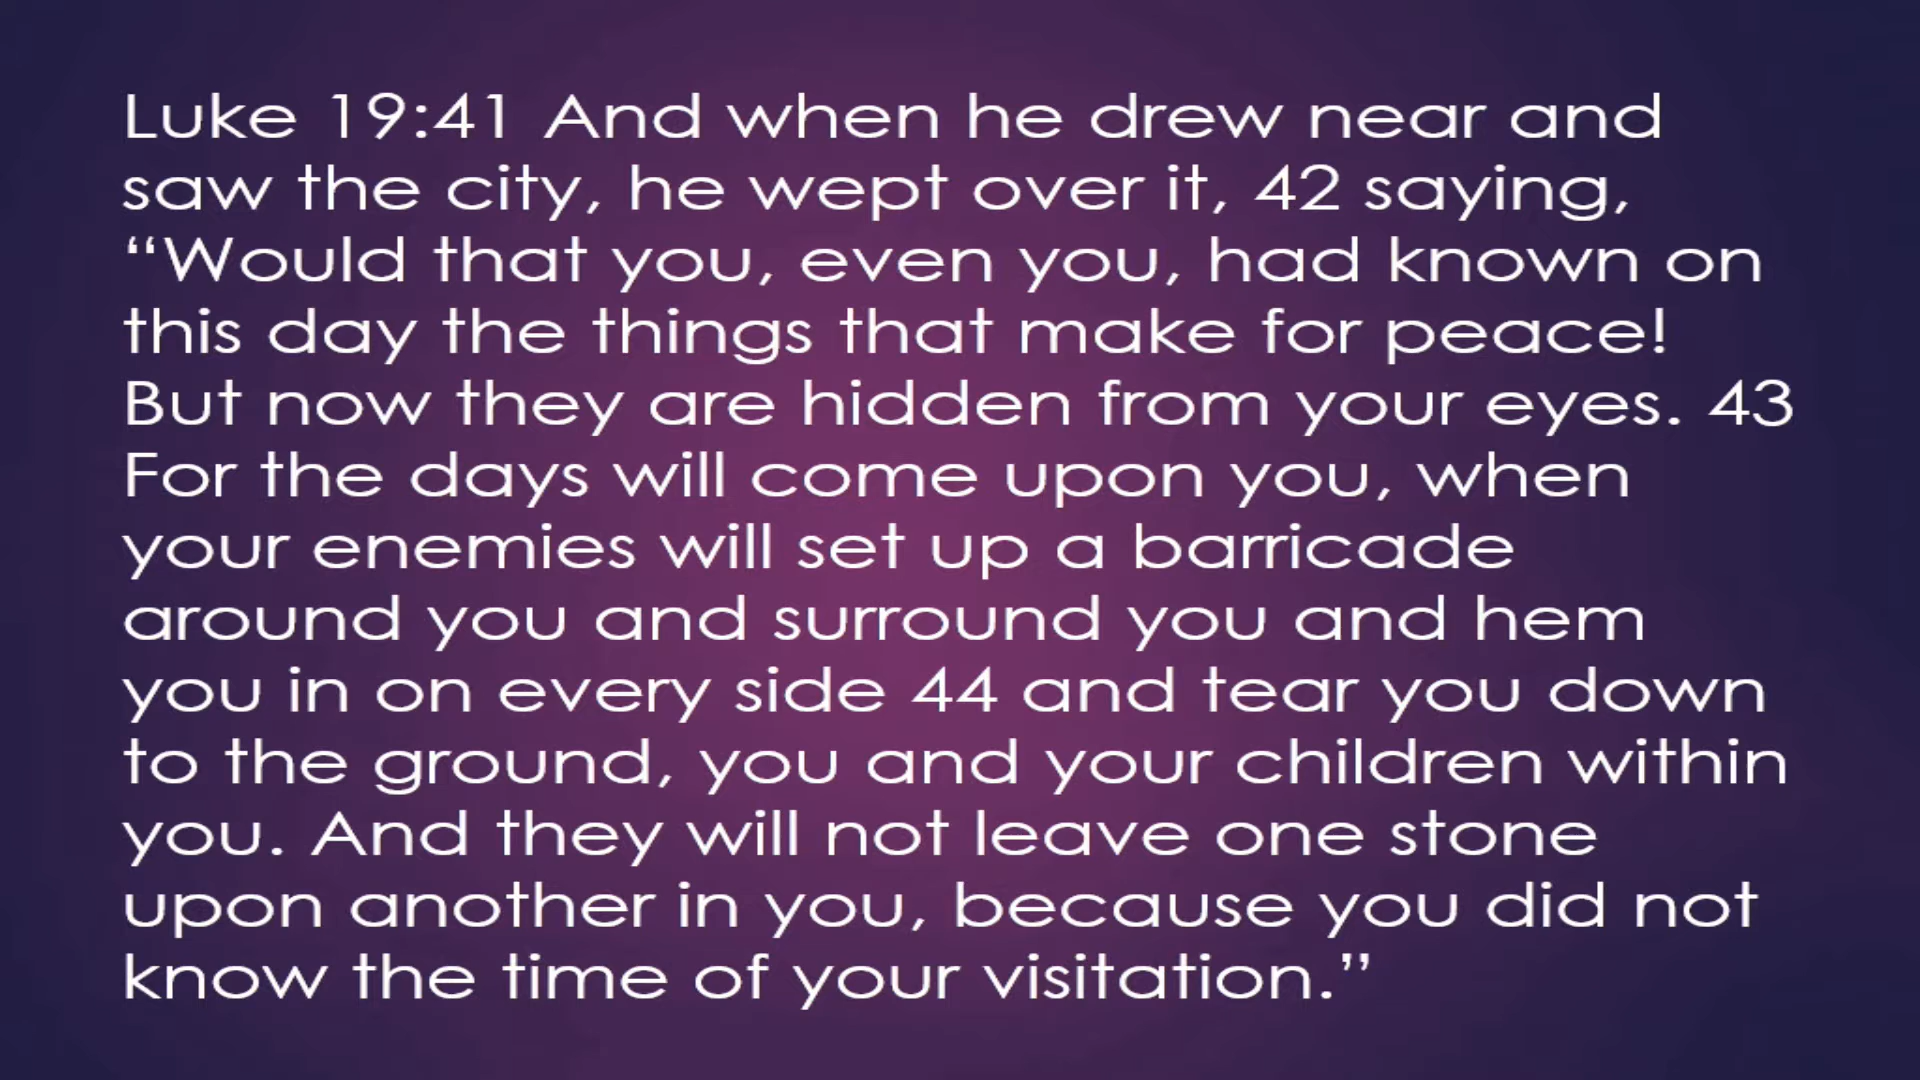 Luke 19:41 And when he drew near and
saw the city, he wept over it, 42 saying,
“Would that you, even you, had known on
this day the things that make for peace!
But now they are hidden from your eyes. 43
For the days will come upon you, when
your enemies will set up a barricade
around you and surround you and hem
you in on every side 44 and tear you down
to the ground, you and your children within
you. And they will not leave one stone
upon another in you, because you did not
know the time of your visitation.”